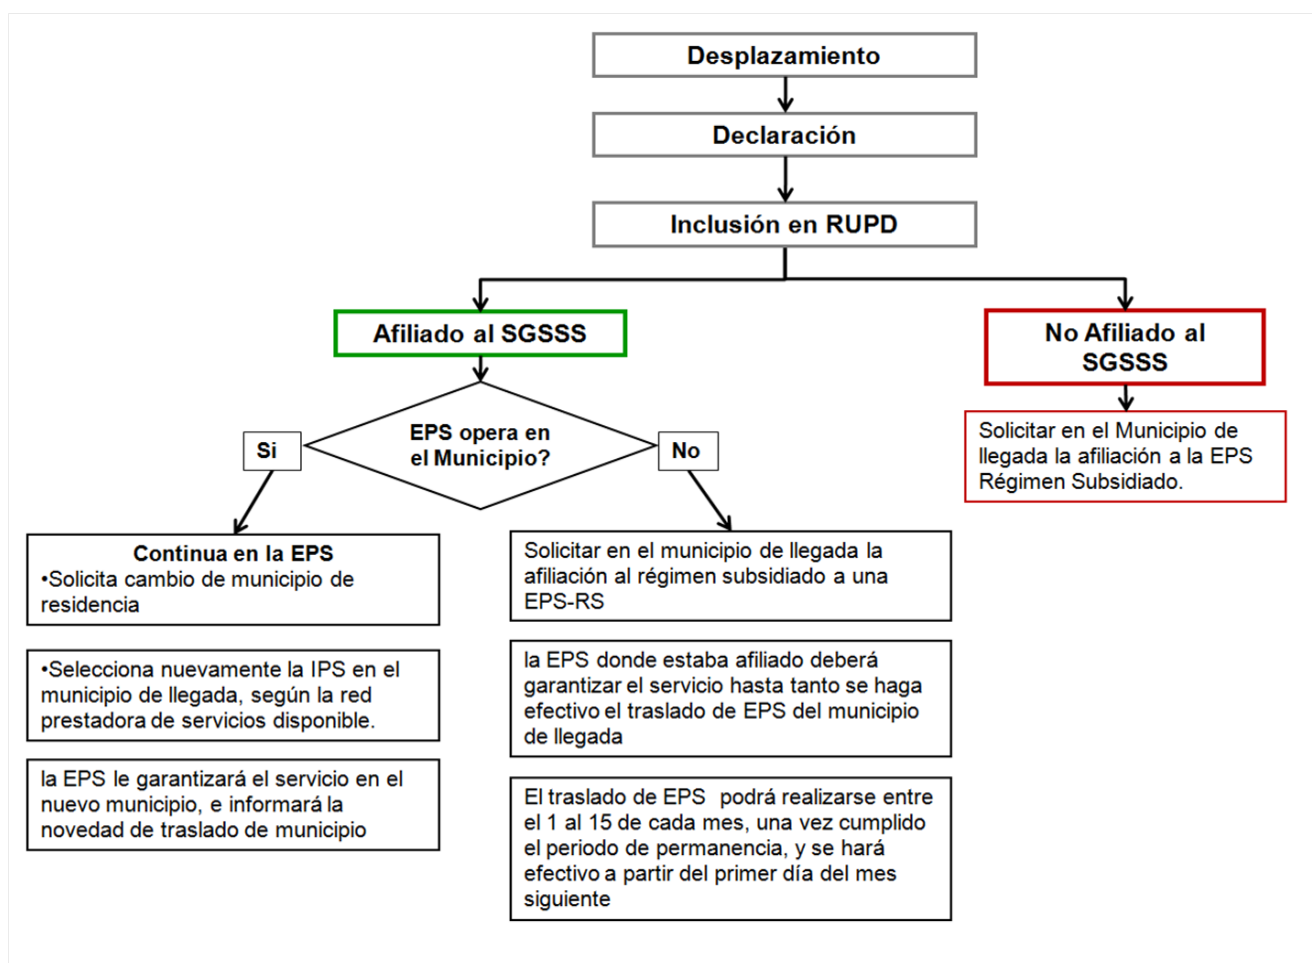 Desplazamiento
Declaración
Inclusión en RUPD
Afiliado al SGSSS
No Afiliado al
SGSSS
EPS opera en
el Municipio?
Si
No
Solicitar en el Municipio de
llegada la afiliación a la EPS
Régimen Subsidiado.
Continua en la EPS
•Solicita cambio de municipio de
residencia
•Selecciona nuevamente la IPS en el
municipio de llegada, según la red
prestadora de servicios disponible.
la EPS le garantizará el servicio en el
nuevo municipio, e informará la
novedad de traslado de municipio
Solicitar en el municipio de llegada la
afiliación al régimen subsidiado a una
EPS-RS
la EPS donde estaba afiliado deberá
garantizar el servicio hasta tanto se haga
efectivo el traslado de EPS del municipio
de llegada
El traslado de EPS podrá realizarse entre
el 1 al 15 de cada mes, una vez cumplido
el periodo de permanencia, y se hará
efectivo a partir del primer día del mes
siguiente